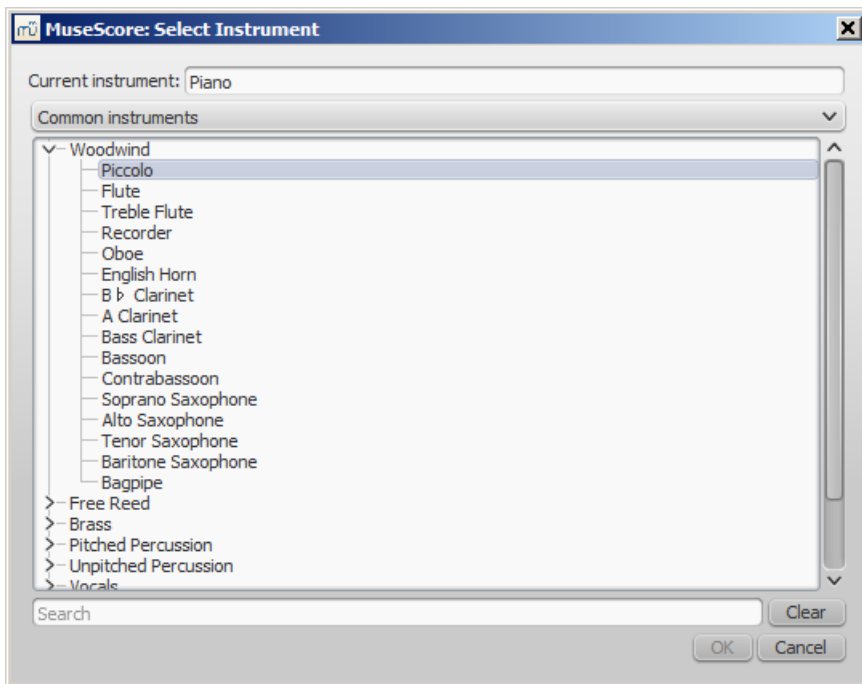 mü MuseScore: Select Instrument
Current instrument: Piano
Common instruments
Woodwind
Piccolo
Flute
Treble Flute
Recorder
Oboe
English Horn
B♭ Clarinet
A Clarinet
Bass Clarinet
Bassoon
Contrabassoon
Soprano Saxophone
Alto Saxophone
Tenor Saxophone
Baritone Saxophone
Bagpipe
Free Reed
Brass
Pitched Percussion
Unpitched Percussion
Vocals
Search Clear
OK Cancel